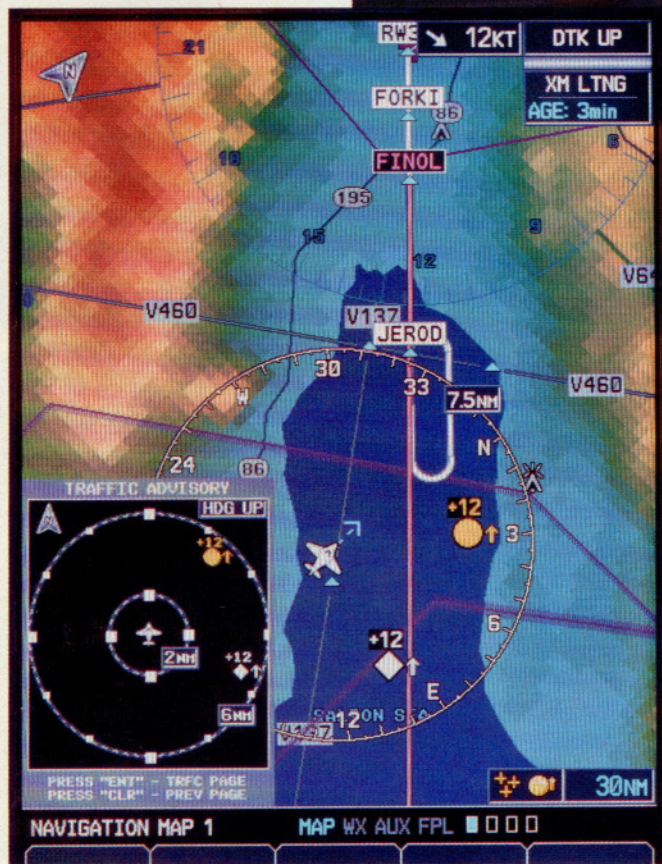 RW3
12KT
DTK UP
XM LTNG
AGE: 3min
N
21
FORKI
86
FINOL
18
6
195
9
15
12
V64
V460
V137
JEROD
30
33
V460
7.5NM
W
N
24
86
TRAFFIC ADVISORY
HDG UP
+12
+12
3
2NM
+12
+12
6
6NM
E
SALTON SEA
12
PRESS "ENT" - TRFC PAGE
PRESS "CLR" - PREV PAGE
30NM
NAVIGATION MAP 1
MAP WX AUX FPL